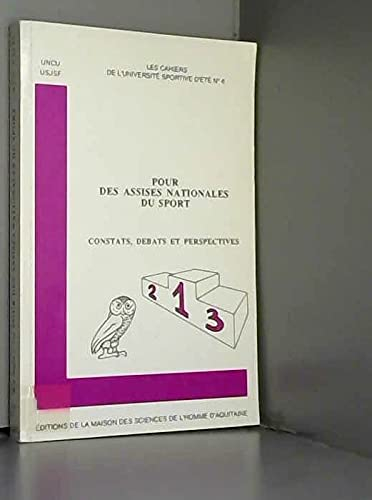 UNCU
USJSF
LES CAHIERS
DE L'UNIVERSITÉ SPORTIVE D'ÉTÉ N° 4
POUR
DES ASSISES NATIONALES
DU SPORT
CONSTATS, DEBATS ET PERSPECTIVES
2 1 3
ÉDITIONS DE LA MAISON DES SCIENCES DE L'HOMME D'AQUITAINE